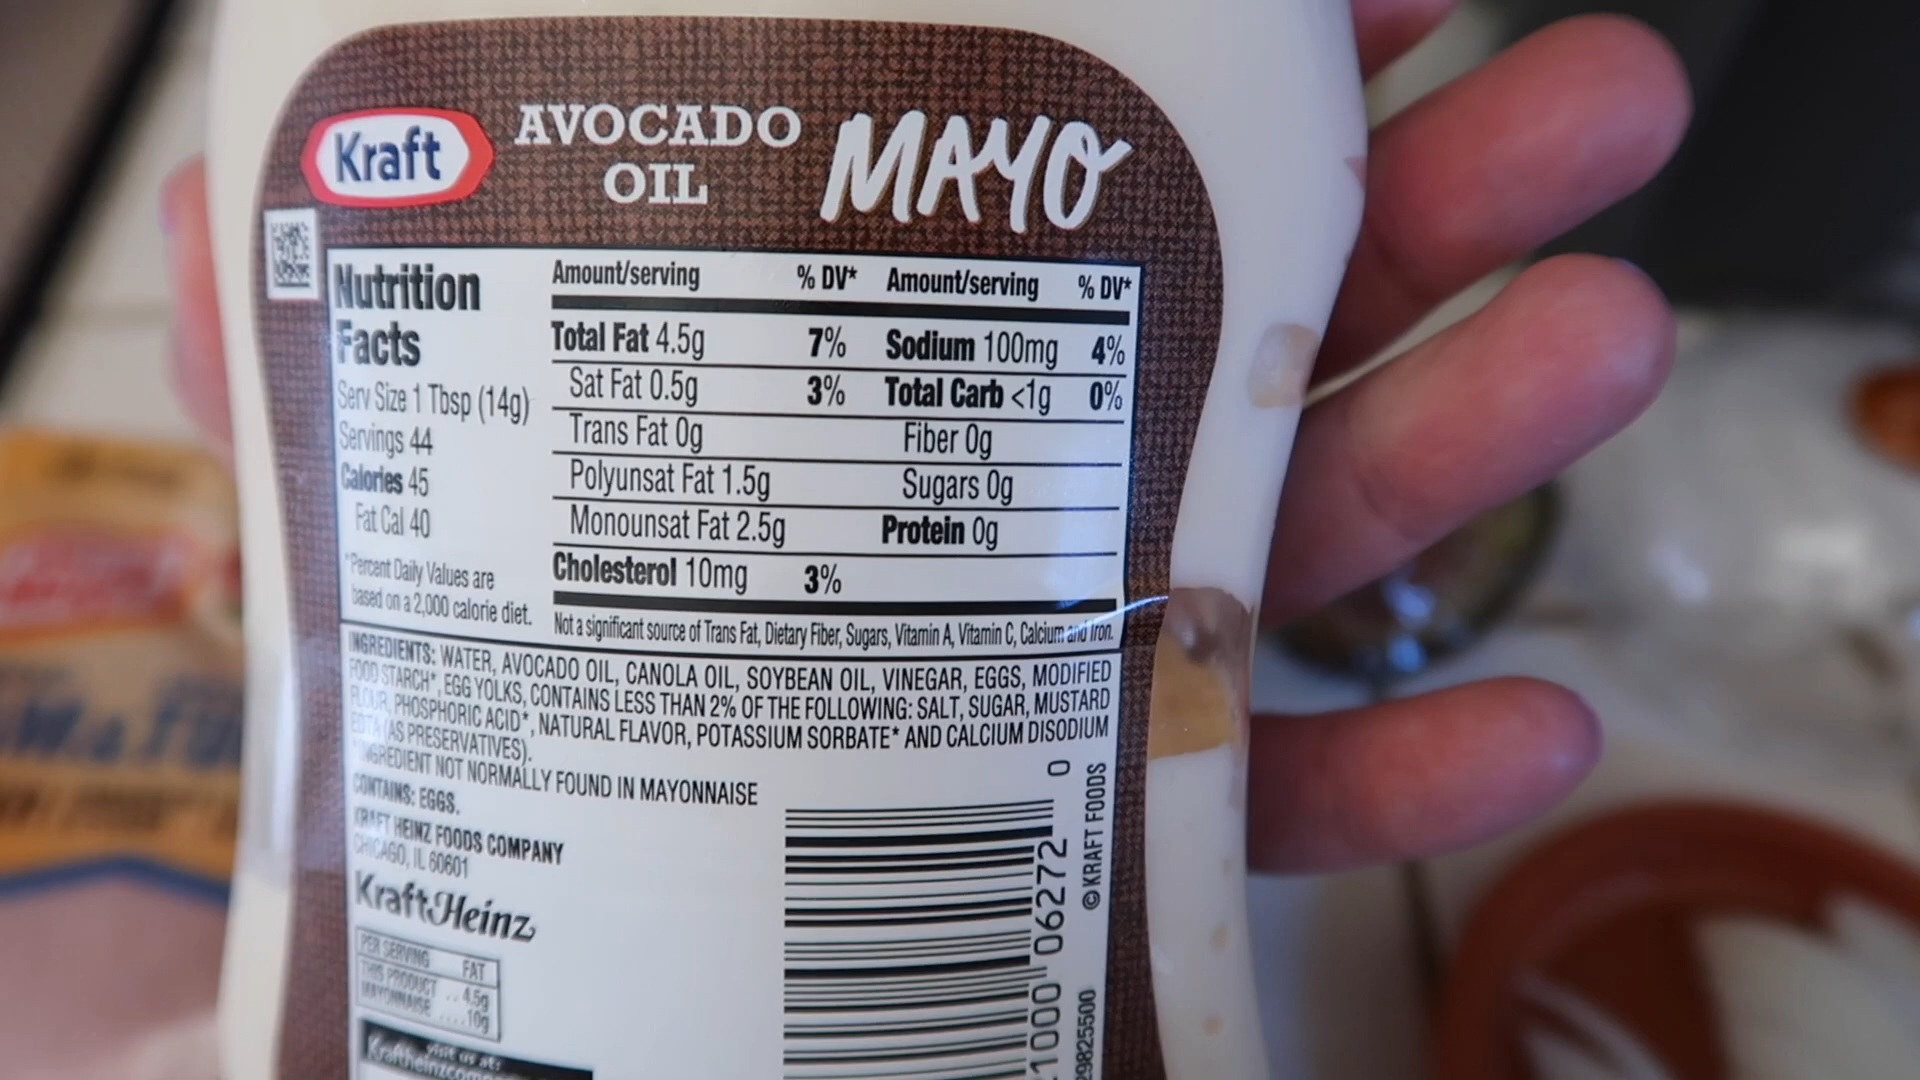 Kraft
AVOCADO
OIL
MAYO
Nutrition
Facts
Serv Size 1 Tbsp (14g)
Servings 44
Calories 45
Fat Cal 40
*Percent Daily Values are
based on a 2,000 calorie diet.
Amount/serving % DV* Amount/serving % DV*
Total Fat 4.5g 7% Sodium 100mg 4%
Sat Fat 0.5g 3% Total Carb <1g 0%
Trans Fat 0g Fiber 0g
Polyunsat Fat 1.5g Sugars 0g
Monounsat Fat 2.5g Protein 0g
Cholesterol 10mg 3%
Not a significant source of Trans Fat, Dietary Fiber, Sugars, Vitamin A, Vitamin C, Calcium and Iron.
INGREDIENTS: WATER, AVOCADO OIL, CANOLA OIL, SOYBEAN OIL, VINEGAR, EGGS, MODIFIED
FOOD STARCH*, EGG YOLKS, CONTAINS LESS THAN 2% OF THE FOLLOWING: SALT, SUGAR, MUSTARD
FLOUR, PHOSPHORIC ACID*, NATURAL FLAVOR, POTASSIUM SORBATE* AND CALCIUM DISODIUM
EDTA (AS PRESERVATIVES).
*INGREDIENT NOT NORMALLY FOUND IN MAYONNAISE
CONTAINS: EGGS.
KRAFT HEINZ FOODS COMPANY
CHICAGO, IL 60601
KraftHeinz
PER SERVING FAT
THIS PRODUCT .. 4.5g
MAYONNAISE .... 10g
visit us at:
1000 06272 0
© KRAFT FOODS
29825500